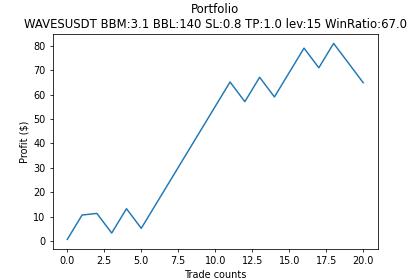 Portfolio
WAVESUSDT BBM:3.1 BBL:140 SL:0.8 TP:1.0 lev:15 WinRatio:67.0
80
70
60
50
40
30
20
10
0
Profit ($)
0.0 2.5 5.0 7.5 10.0 12.5 15.0 17.5 20.0
Trade counts